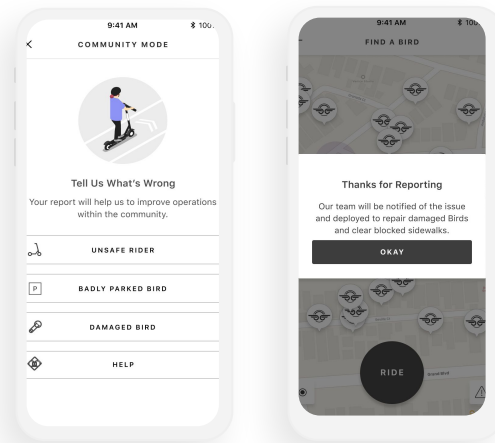 9:41 AM
COMMUNITY MODE
Tell Us What's Wrong
Your report will help us to improve operations
within the community.
UNSAFE RIDER
P
BADLY PARKED BIRD
DAMAGED BIRD
HELP
9:41 AM
FIND A BIRD
Thanks for Reporting
Our team will be notified of the issue
and deployed to repair damaged Birds
and clear blocked sidewalks.
OKAY
RIDE
Grand Blvd